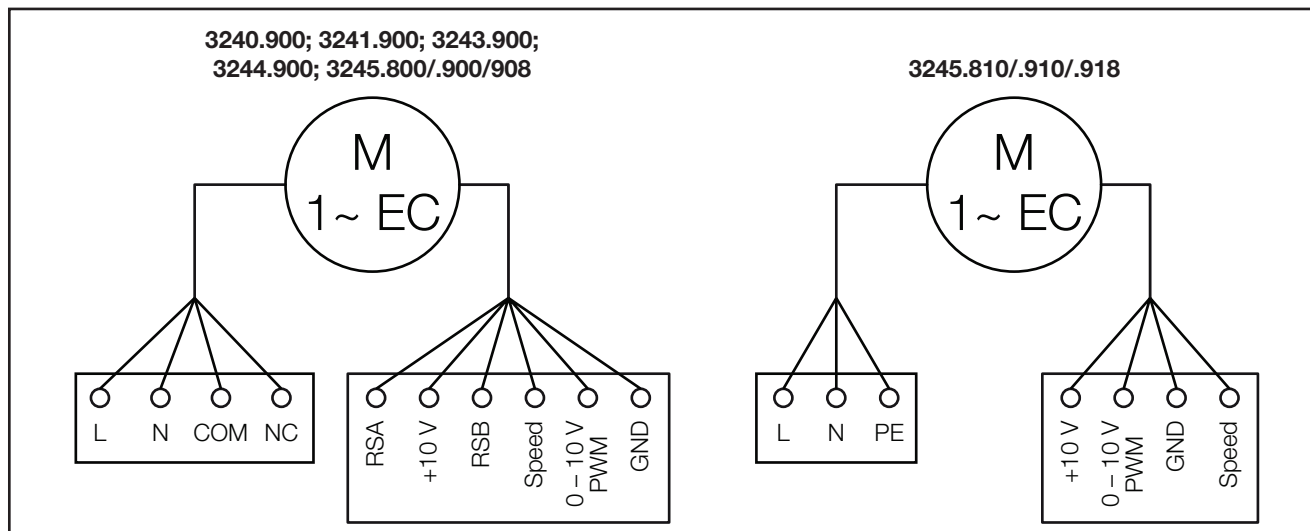 3240.900; 3241.900; 3243.900;
3244.900; 3245.800/.900/908
M
1~ EC
L N COM NC
RSA
+10 V
RSB
Speed
0 – 10 V
PWM
GND
3245.810/.910/.918
M
1~ EC
L N PE
+10 V
0 – 10 V
PWM
GND
Speed